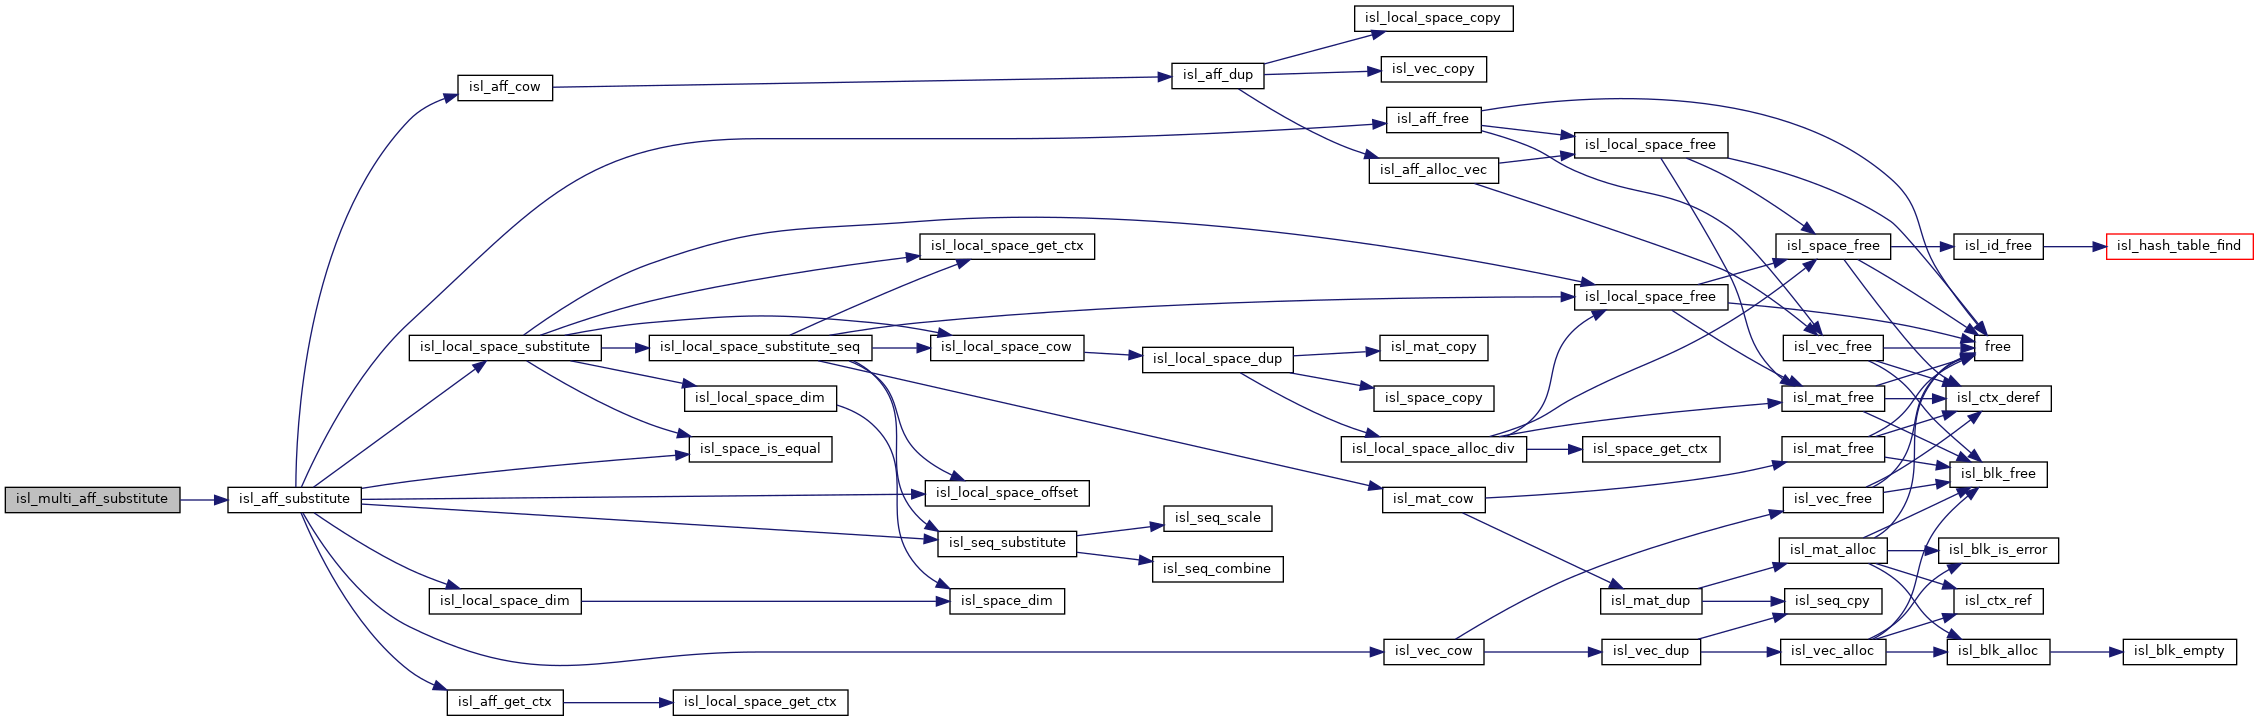 isl_local_space_copy
isl_vec_copy
isl_aff_dup
isl_aff_cow
isl_aff_free
isl_local_space_free
isl_aff_alloc_vec
isl_local_space_get_ctx
isl_space_free
isl_id_free
isl_hash_table_find
isl_local_space_free
isl_local_space_substitute
isl_local_space_substitute_seq
isl_local_space_cow
isl_local_space_dup
isl_mat_copy
isl_vec_free
free
isl_local_space_dim
isl_space_copy
isl_mat_free
isl_ctx_deref
isl_space_is_equal
isl_local_space_alloc_div
isl_space_get_ctx
isl_mat_free
isl_blk_free
isl_multi_aff_substitute
isl_aff_substitute
isl_local_space_offset
isl_mat_cow
isl_vec_free
isl_seq_scale
isl_seq_substitute
isl_mat_alloc
isl_blk_is_error
isl_seq_combine
isl_local_space_dim
isl_space_dim
isl_mat_dup
isl_seq_cpy
isl_ctx_ref
isl_vec_cow
isl_vec_dup
isl_vec_alloc
isl_blk_alloc
isl_blk_empty
isl_aff_get_ctx
isl_local_space_get_ctx